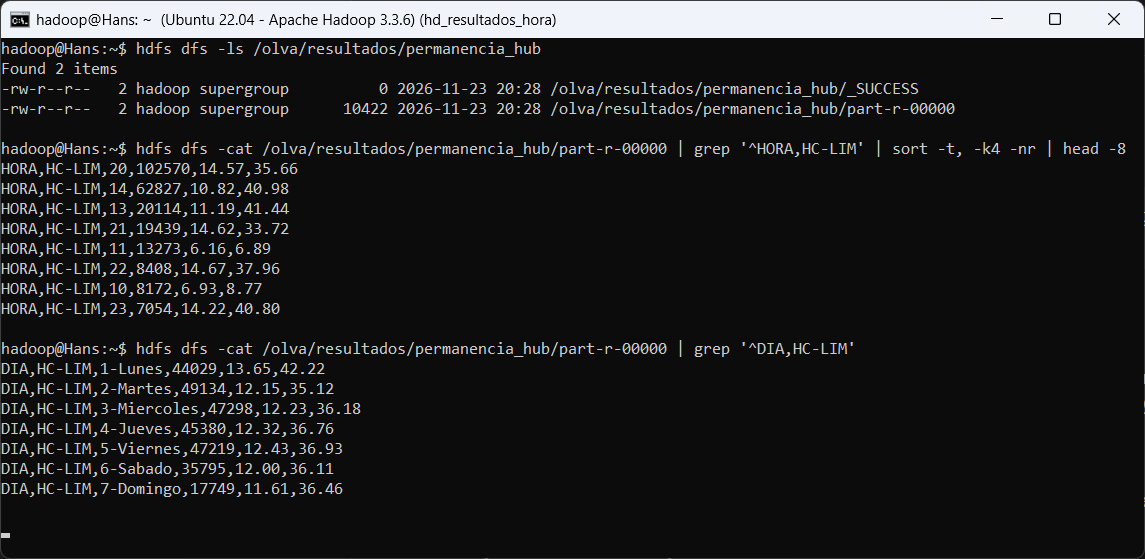 hadoop@Hans: ~ (Ubuntu 22.04 - Apache Hadoop 3.3.6) (hd_resultados_hora)
hadoop@Hans:~$ hdfs dfs -ls /olva/resultados/permanencia_hub
Found 2 items
-rw-r--r--   2 hadoop supergroup          0 2026-11-23 20:28 /olva/resultados/permanencia_hub/_SUCCESS
-rw-r--r--   2 hadoop supergroup      10422 2026-11-23 20:28 /olva/resultados/permanencia_hub/part-r-00000
hadoop@Hans:~$ hdfs dfs -cat /olva/resultados/permanencia_hub/part-r-00000 | grep '^HORA,HC-LIM' | sort -t, -k4 -nr | head -8
HORA,HC-LIM,20,102570,14.57,35.66
HORA,HC-LIM,14,62827,10.82,40.98
HORA,HC-LIM,13,20114,11.19,41.44
HORA,HC-LIM,21,19439,14.62,33.72
HORA,HC-LIM,11,13273,6.16,6.89
HORA,HC-LIM,22,8408,14.67,37.96
HORA,HC-LIM,10,8172,6.93,8.77
HORA,HC-LIM,23,7054,14.22,40.80
hadoop@Hans:~$ hdfs dfs -cat /olva/resultados/permanencia_hub/part-r-00000 | grep '^DIA,HC-LIM'
DIA,HC-LIM,1-Lunes,44029,13.65,42.22
DIA,HC-LIM,2-Martes,49134,12.15,35.12
DIA,HC-LIM,3-Miercoles,47298,12.23,36.18
DIA,HC-LIM,4-Jueves,45380,12.32,36.76
DIA,HC-LIM,5-Viernes,47219,12.43,36.93
DIA,HC-LIM,6-Sabado,35795,12.00,36.11
DIA,HC-LIM,7-Domingo,17749,11.61,36.46